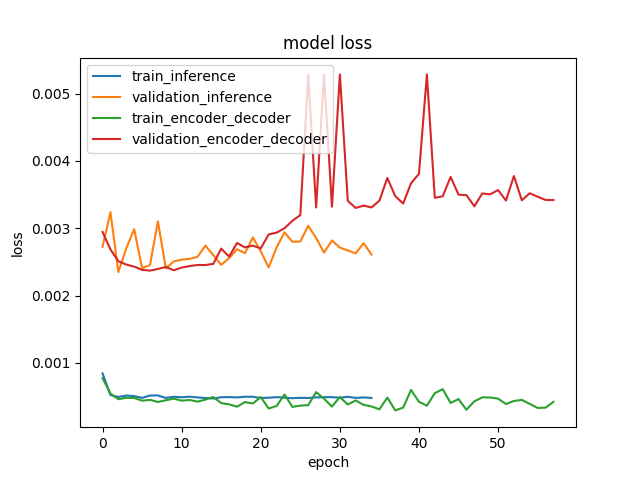 model loss
train_inference
validation_inference
train_encoder_decoder
validation_encoder_decoder
0.005
0.004
0.003
0.002
0.001
loss
0 10 20 30 40 50
epoch